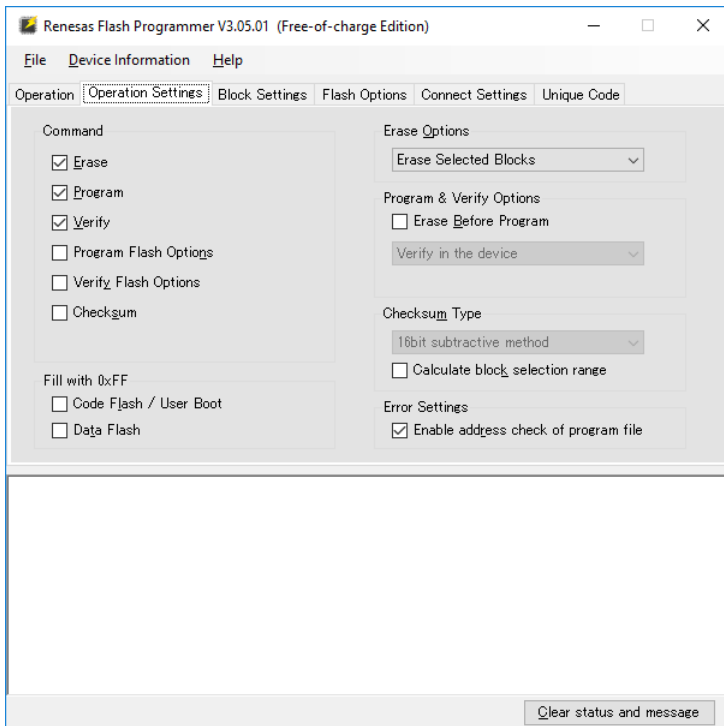 Renesas Flash Programmer V3.05.01 (Free-of-charge Edition)
File Device Information Help
Operation Operation Settings Block Settings Flash Options Connect Settings Unique Code
Command
Erase
Program
Verify
Program Flash Options
Verify Flash Options
Checksum
Fill with 0xFF
Code Flash / User Boot
Data Flash
Erase Options
Erase Selected Blocks
Program & Verify Options
Erase Before Program
Verify in the device
Checksum Type
16bit subtractive method
Calculate block selection range
Error Settings
Enable address check of program file
Clear status and message